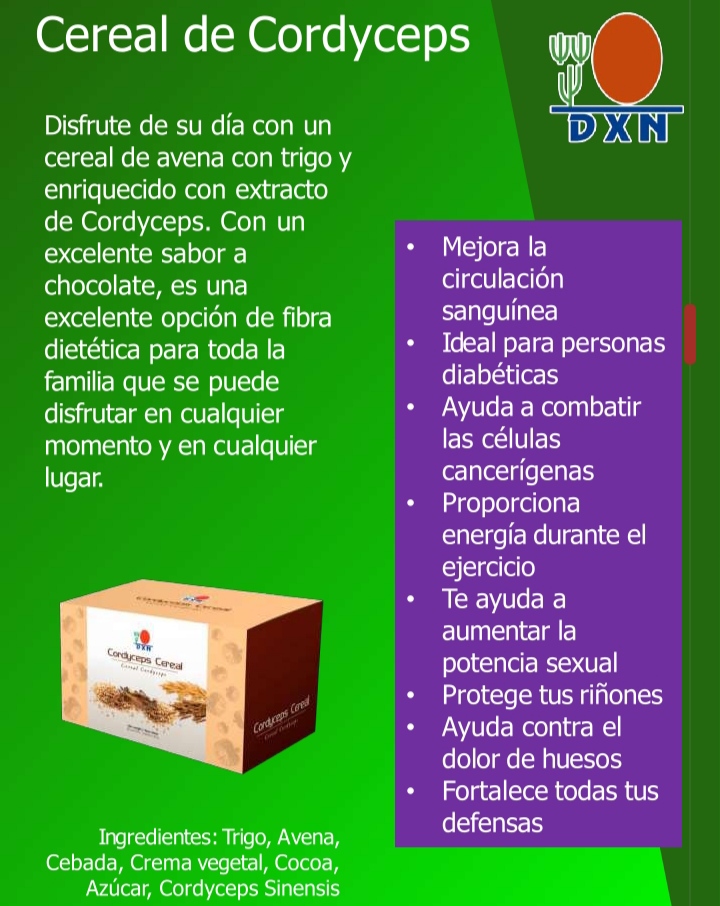 Cereal de Cordyceps
DXN
Disfrute de su día con un
cereal de avena con trigo y
enriquecido con extracto
de Cordyceps. Con un
excelente sabor a
chocolate, es una
excelente opción de fibra
dietética para toda la
familia que se puede
disfrutar en cualquier
momento y en cualquier
lugar.
• Mejora la
circulación
sanguínea
• Ideal para personas
diabéticas
• Ayuda a combatir
las células
cancerígenas
• Proporciona
energía durante el
ejercicio
• Te ayuda a
aumentar la
potencia sexual
• Protege tus riñones
• Ayuda contra el
dolor de huesos
• Fortalece todas tus
defensas
DXN
Cordyceps Cereal
DXN
Cordyceps Cereal
Cereal Cordyceps
Cordyceps Cereal
Cereal Cordyceps
Ingredientes: Trigo, Avena,
Cebada, Crema vegetal, Cocoa,
Azúcar, Cordyceps Sinensis